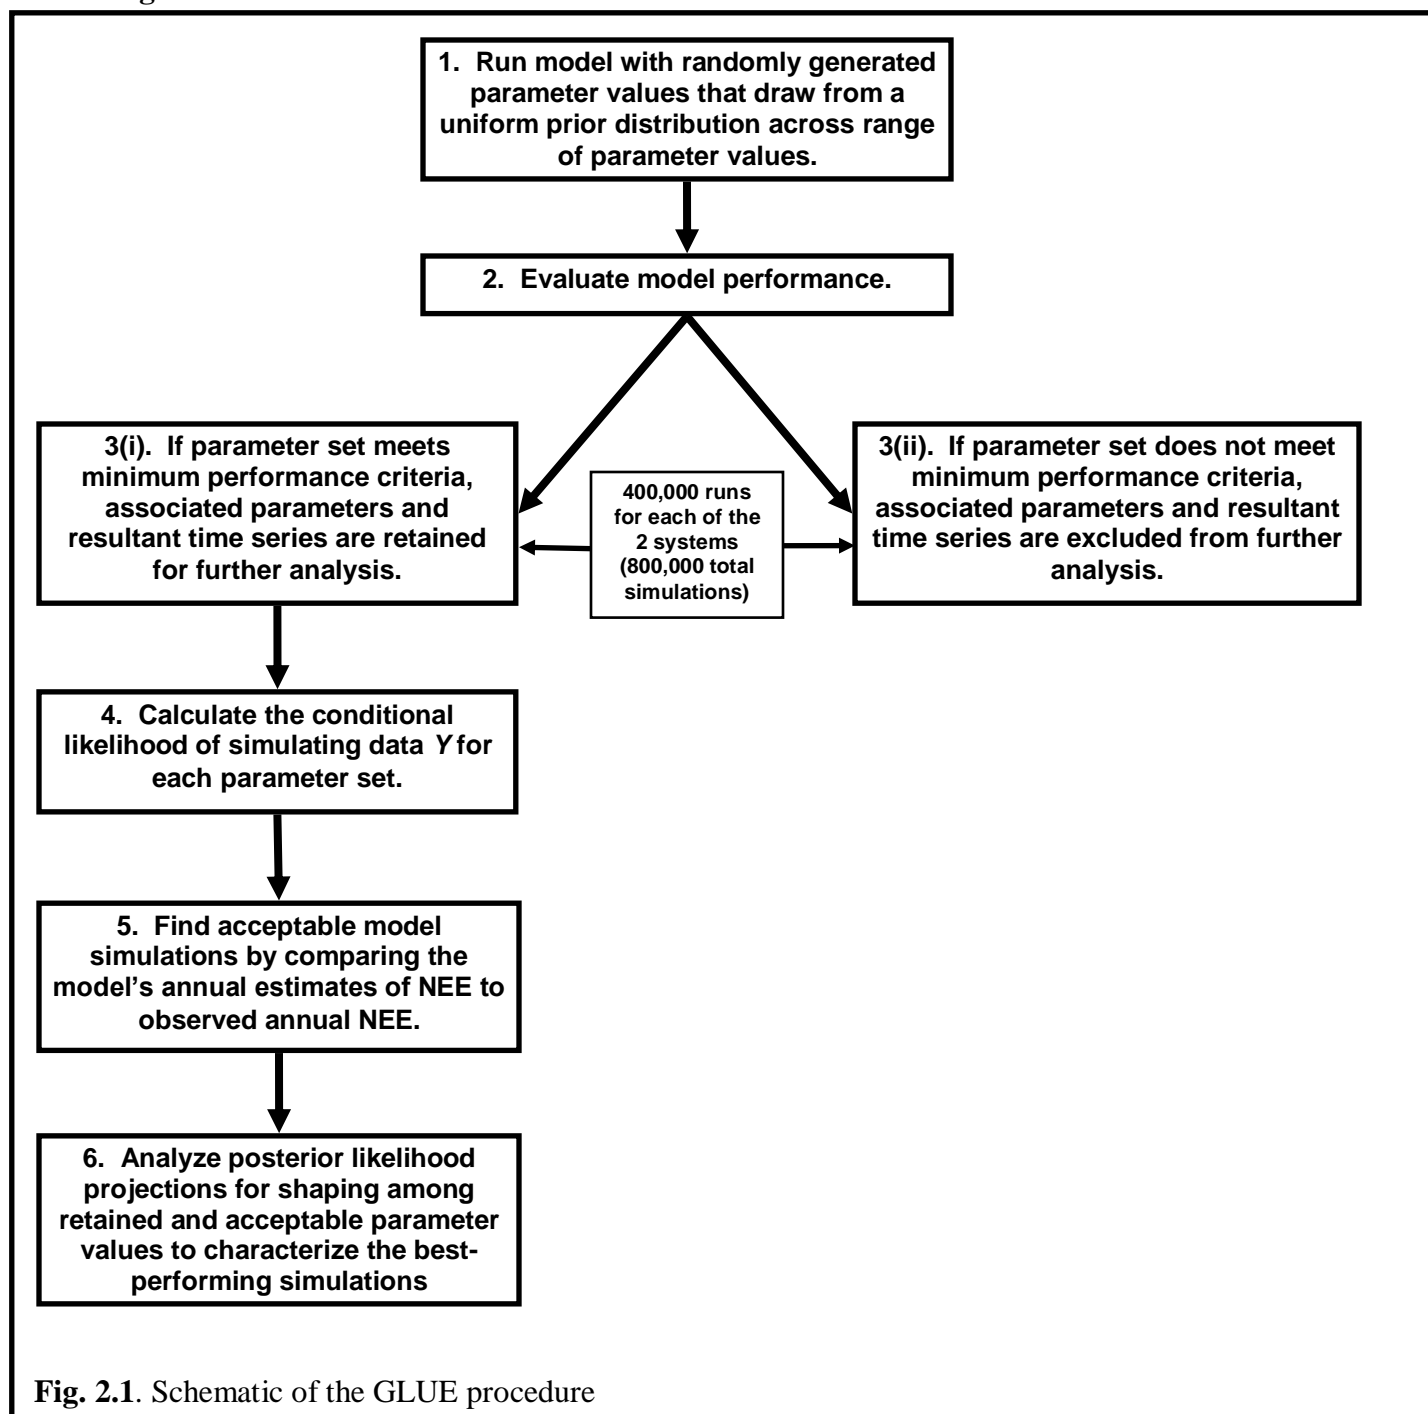 1. Run model with randomly generated
parameter values that draw from a
uniform prior distribution across range
of parameter values.
2. Evaluate model performance.
3(i). If parameter set meets
minimum performance criteria,
associated parameters and
resultant time series are retained
for further analysis.
400,000 runs
for each of the
2 systems
(800,000 total
simulations)
3(ii). If parameter set does not meet
minimum performance criteria,
associated parameters and resultant
time series are excluded from further
analysis.
4. Calculate the conditional
likelihood of simulating data Y for
each parameter set.
5. Find acceptable model
simulations by comparing the
model’s annual estimates of NEE to
observed annual NEE.
6. Analyze posterior likelihood
projections for shaping among
retained and acceptable parameter
values to characterize the best-
performing simulations
Fig. 2.1. Schematic of the GLUE procedure